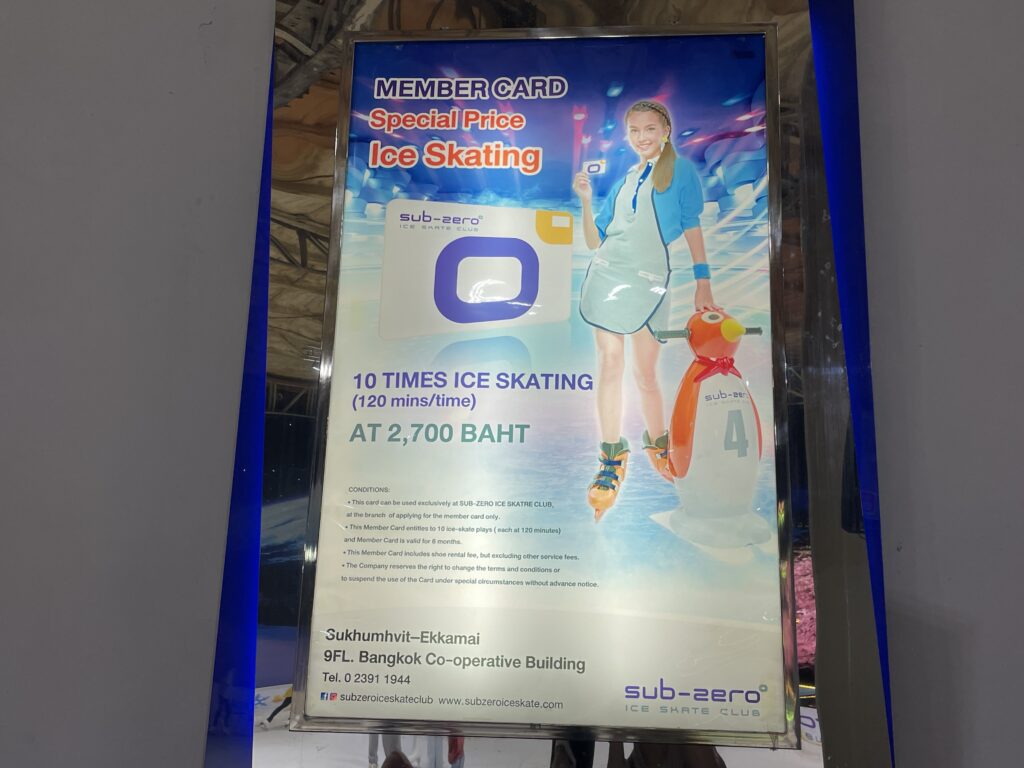 MEMBER CARD
Special Price
Ice Skating
sub-zero°
ICE SKATE CLUB
10 TIMES ICE SKATING
(120 mins/time)
AT 2,700 BAHT
sub-zero
ICE SKATE CLUB
4
CONDITIONS:
• This card can be used exclusively at SUB-ZERO ICE SKATRE CLUB,
at the branch of applying for the member card only.
• This Member Card entitles to 10 ice-skate plays ( each at 120 minutes)
and Member Card is valid for 6 months.
• This Member Card includes shoe rental fee, but excluding other service fees.
• The Company reserves the right to change the terms and conditions or
to suspend the use of the Card under special circumstances without advance notice.
Sukhumhvit–Ekkamai
9FL. Bangkok Co-operative Building
Tel. 0 2391 1944
subzeroiceskateclub www.subzeroiceskate.com
sub-zero°
ICE SKATE CLUB